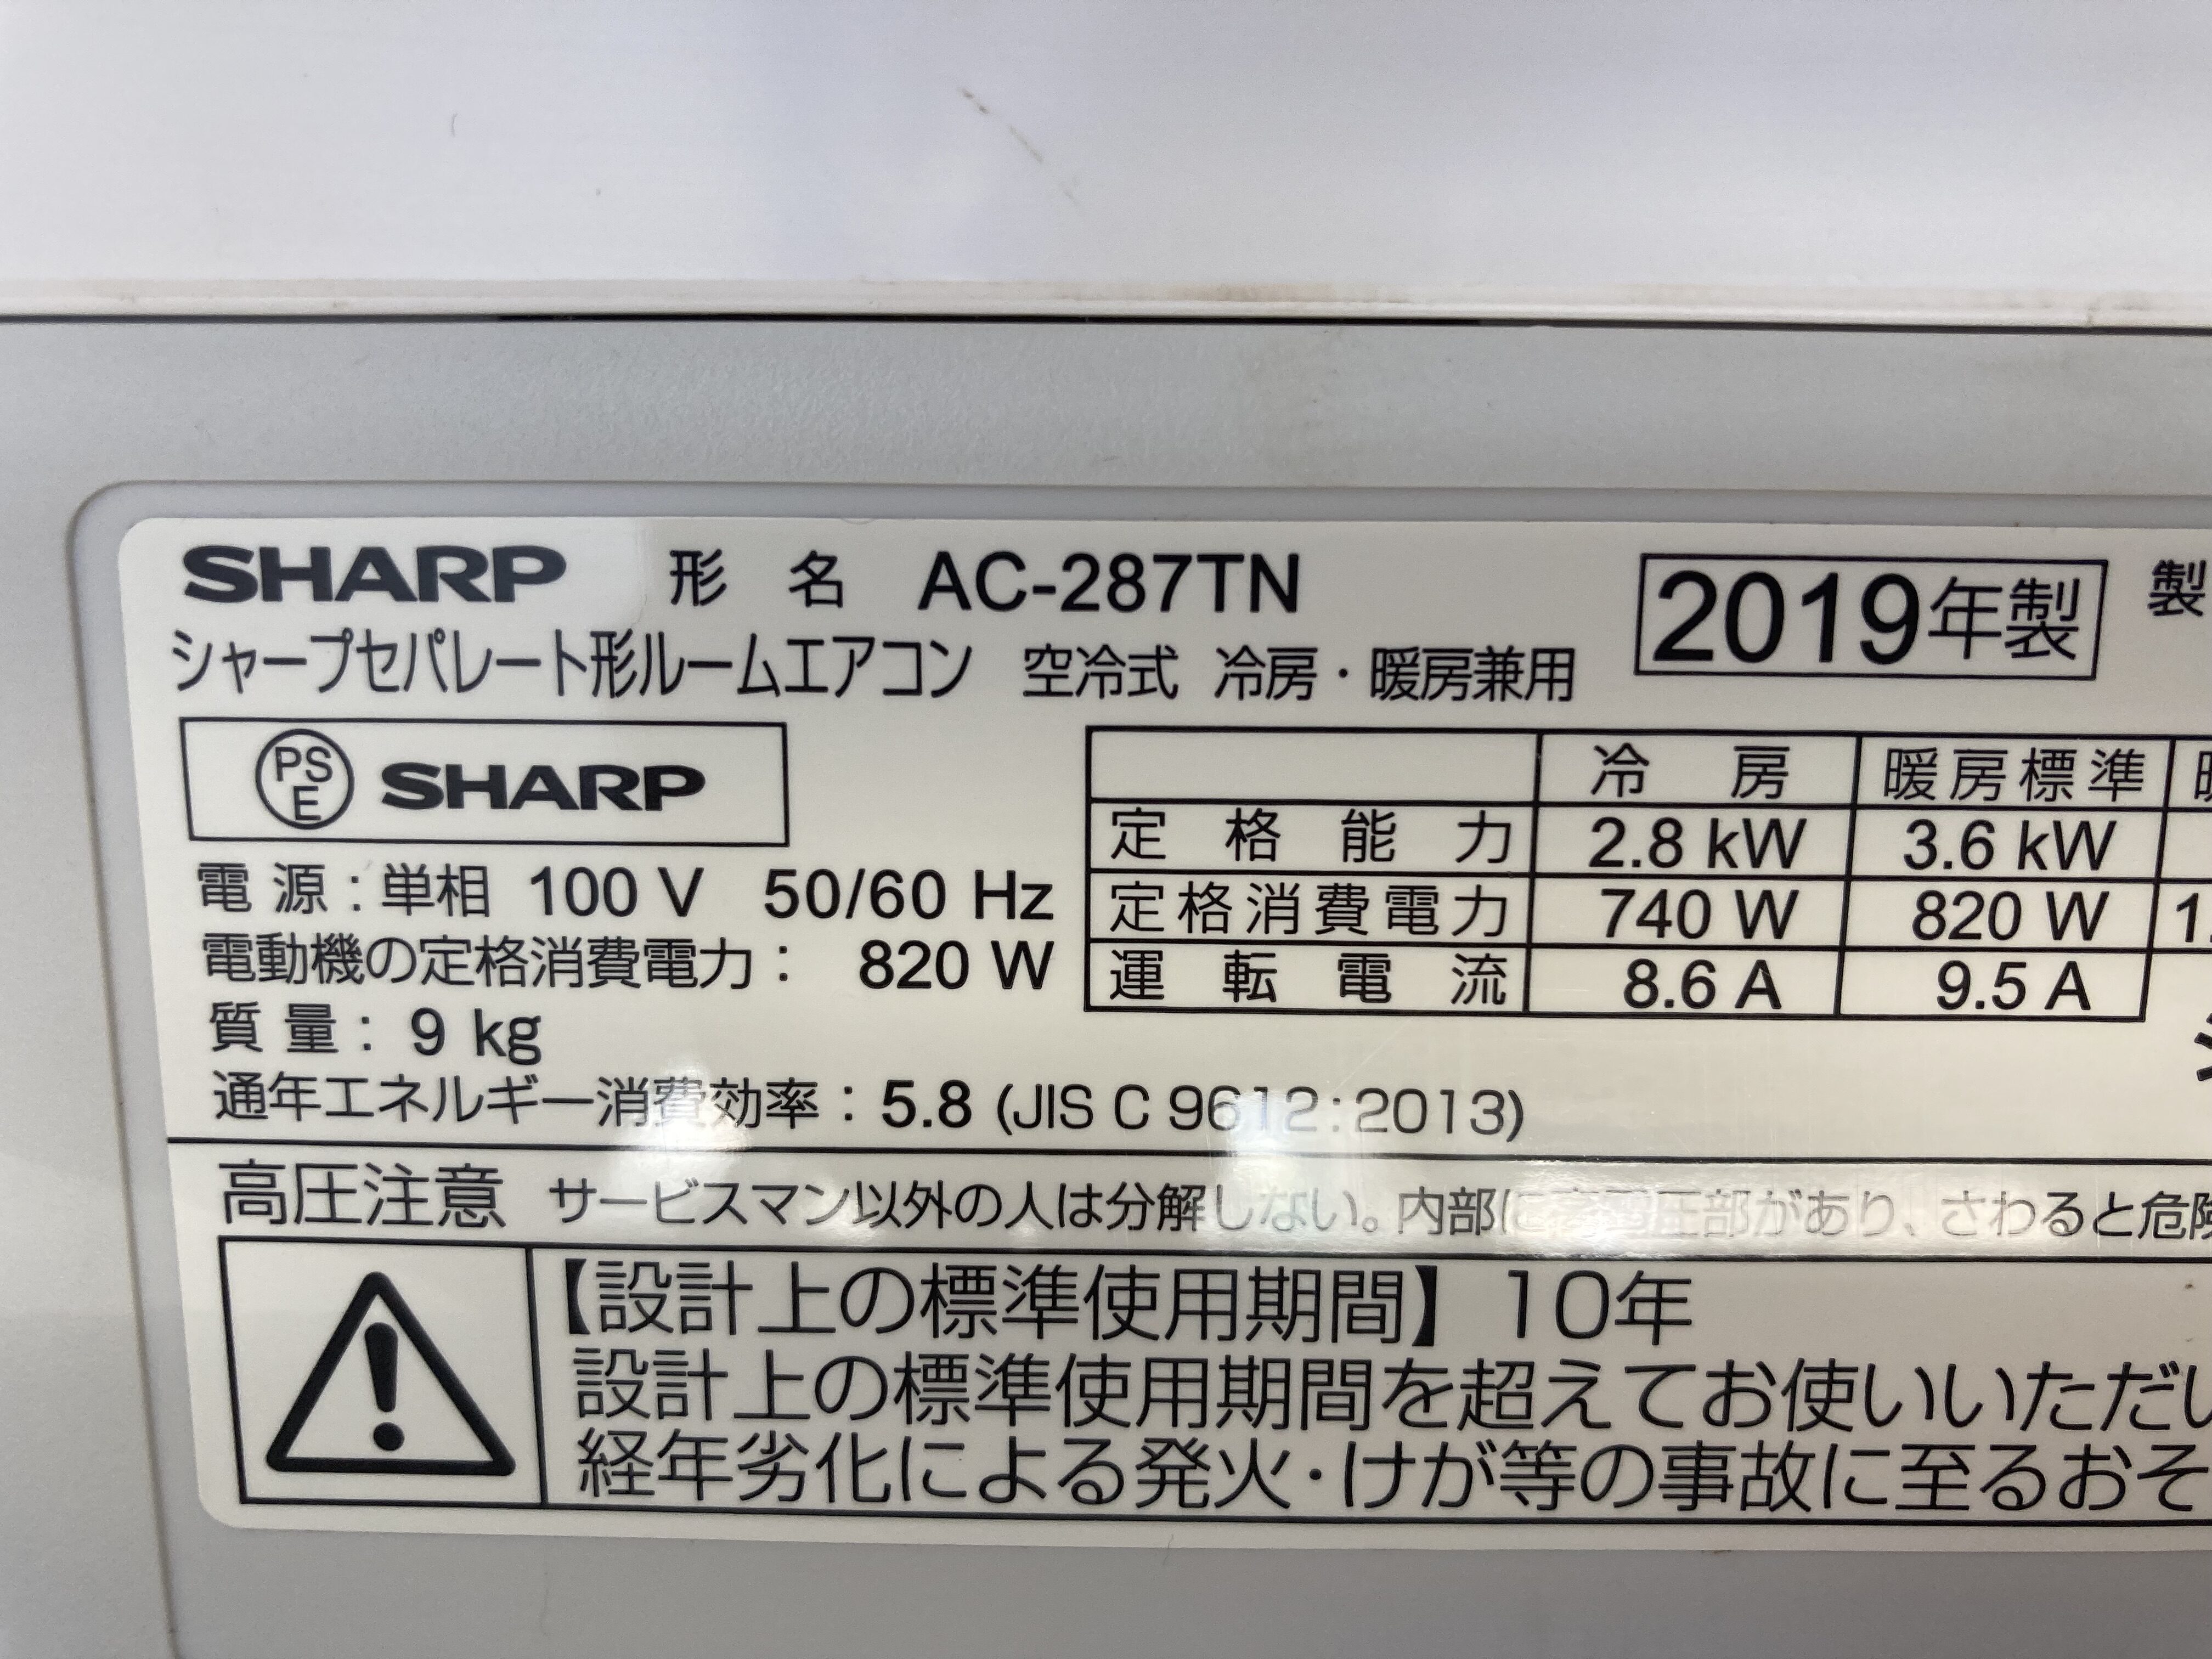 SHARP 形 名 AC-287TN 2019年製 製
シャープセパレート形ルームエアコン 空冷式 冷房・暖房兼用
PS E SHARP
冷 房 暖房標準
定 格 能 力 2.8 kW 3.6 kW
定格消費電力 740 W 820 W 1.
運 転 電 流 8.6 A 9.5 A
電 源:単相 100 V 50/60 Hz
電動機の定格消費電力: 820 W
質 量: 9 kg
通年エネルギー消費効率:5.8 (JIS C 9612:2013)
高圧注意 サービスマン以外の人は分解しない。内部に高電圧部があり、さわると危険
【設計上の標準使用期間】10年
設計上の標準使用期間を超えてお使いいただい
経年劣化による発火・けが等の事故に至るおそ